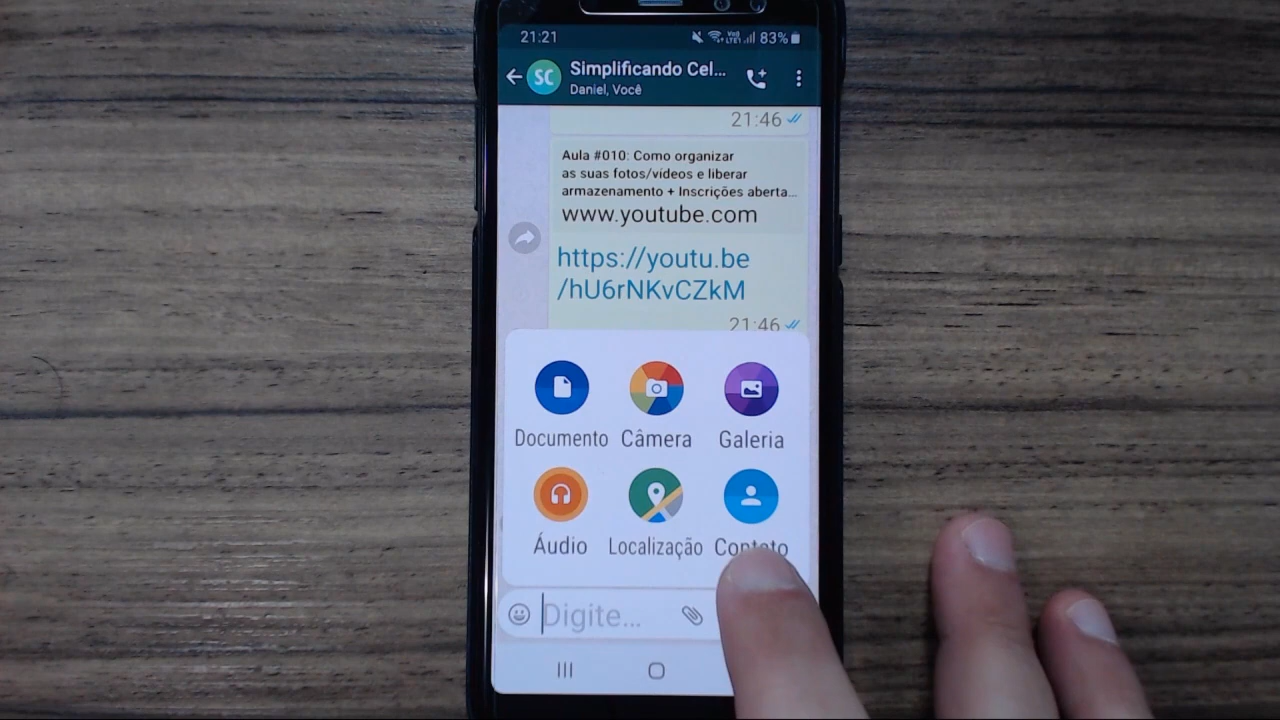 21:21
83%
SC
Simplificando Cel...
Daniel, Você
21:46
Aula #010: Como organizar
as suas fotos/vídeos e liberar
armazenamento + Inscrições aberta...
www.youtube.com
https://youtu.be
/hU6rNKvCZkM
21:46
Documento Câmera Galeria
Áudio Localização Contato
Digite...